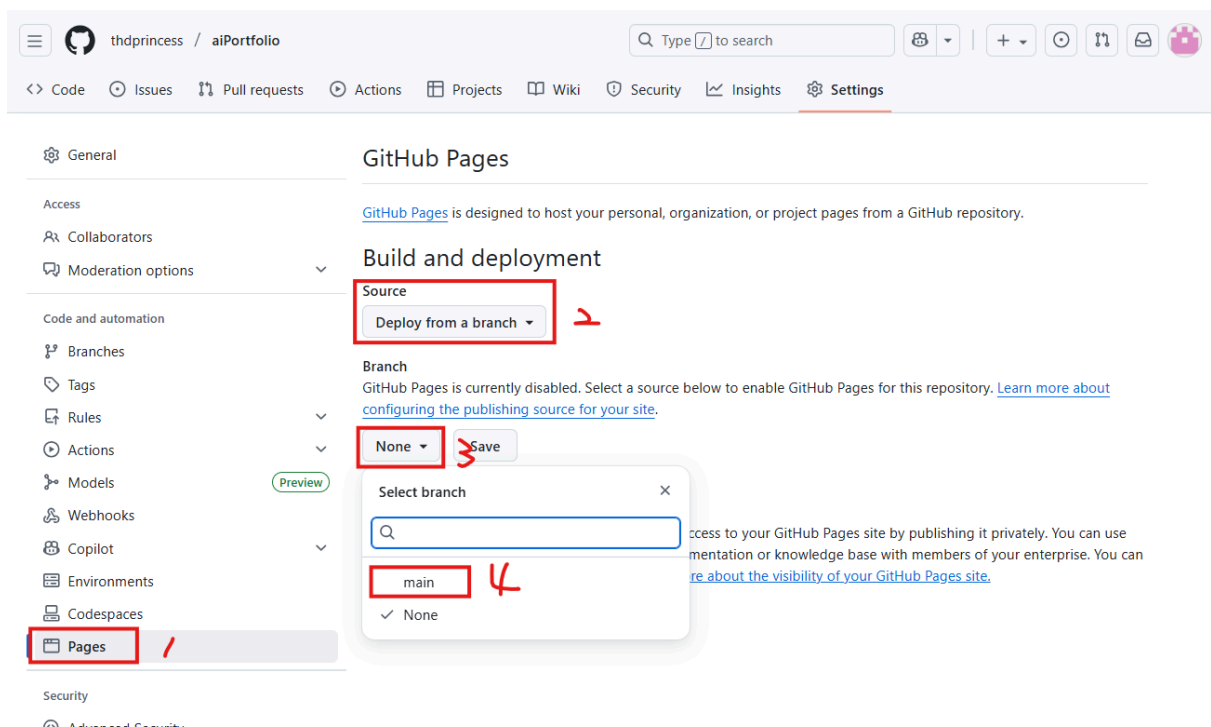 thdprincess / aiPortfolio
Type / to search
Code Issues Pull requests Actions Projects Wiki Security Insights Settings
General
Access
Collaborators
Moderation options
Code and automation
Branches
Tags
Rules
Actions
Models Preview
Webhooks
Copilot
Environments
Codespaces
Pages 1
Security
Advanced Security
GitHub Pages
GitHub Pages is designed to host your personal, organization, or project pages from a GitHub repository.
Build and deployment
Source
Deploy from a branch 2
Branch
GitHub Pages is currently disabled. Select a source below to enable GitHub Pages for this repository. Learn more about
configuring the publishing source for your site.
None 3 Save
Select branch
ccess to your GitHub Pages site by publishing it privately. You can use
mentation or knowledge base with members of your enterprise. You can
main 4 re about the visibility of your GitHub Pages site.
None